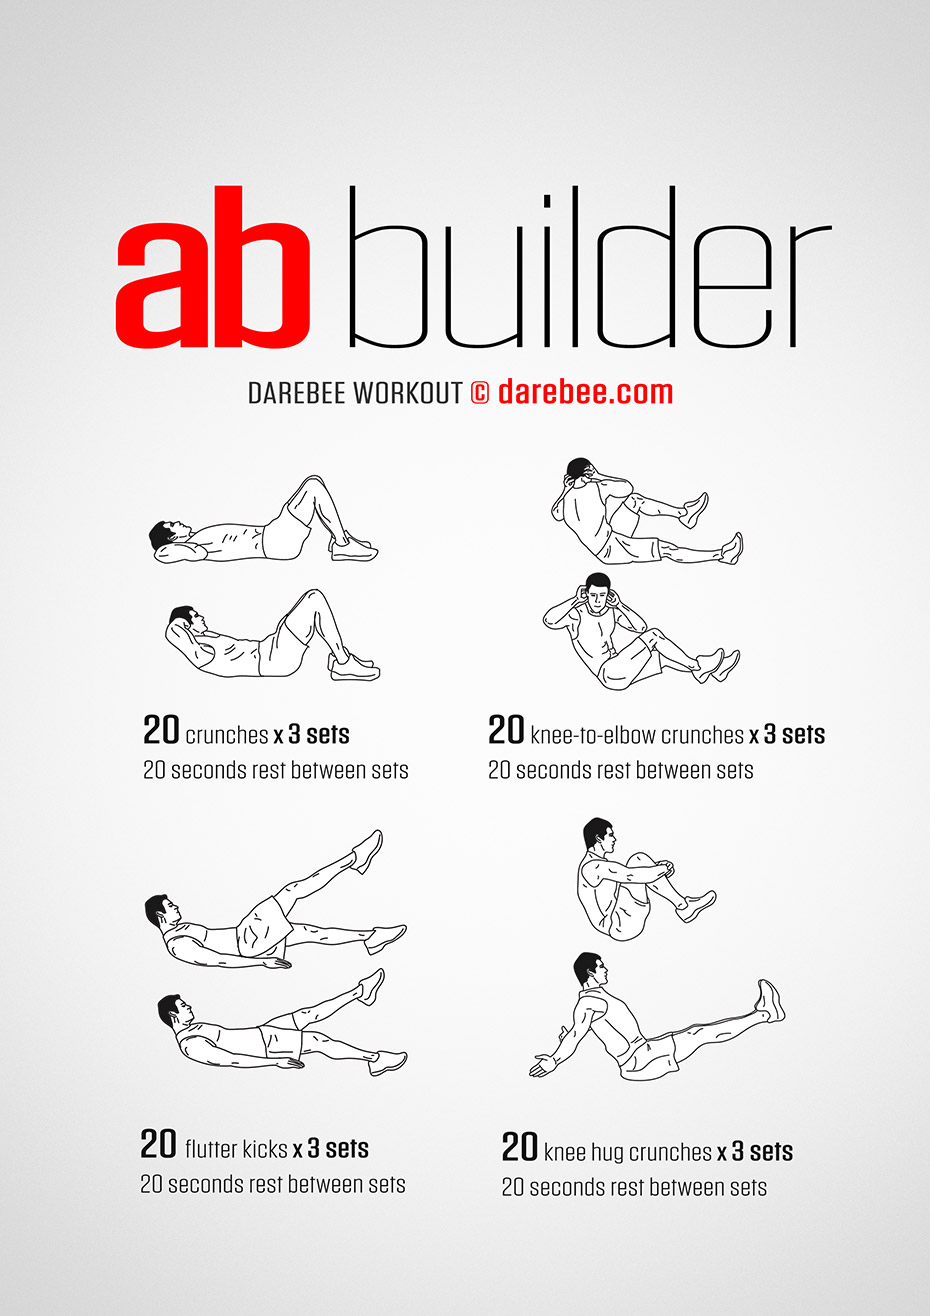 ab builder
DAREBEE WORKOUT © darebee.com
20 crunches x 3 sets
20 seconds rest between sets
20 knee-to-elbow crunches x 3 sets
20 seconds rest between sets
20 flutter kicks x 3 sets
20 seconds rest between sets
20 knee hug crunches x 3 sets
20 seconds rest between sets